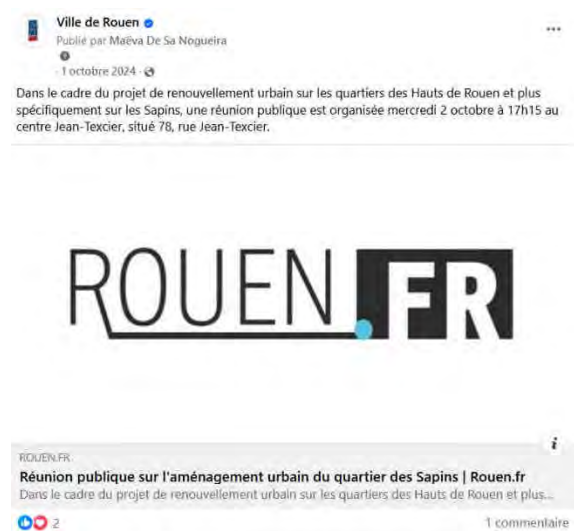 Ville de Rouen
Publié par Maëva De Sa Nogueira
· 1 octobre 2024 ·
Dans le cadre du projet de renouvellement urbain sur les quartiers des Hauts de Rouen et plus
spécifiquement sur les Sapins, une réunion publique est organisée mercredi 2 octobre à 17h15 au
centre Jean-Texcier, situé 78, rue Jean-Texcier.
ROUEN.FR
i
ROUEN.FR
Réunion publique sur l'aménagement urbain du quartier des Sapins | Rouen.fr
Dans le cadre du projet de renouvellement urbain sur les quartiers des Hauts de Rouen et plus...
2
1 commentaire